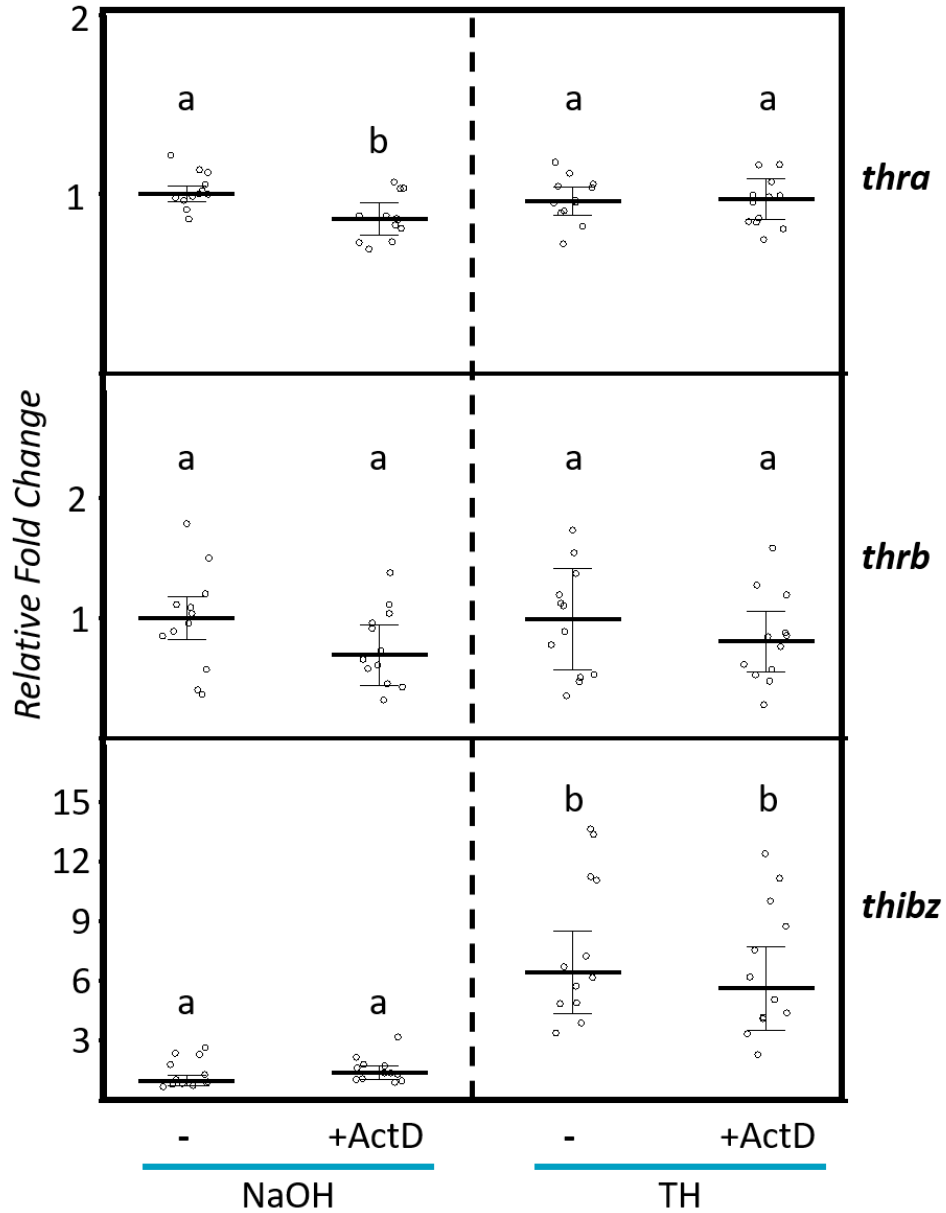 2
a
b
a
a
1
thra
Relative Fold Change
a
a
a
a
2
thrb
1
15
b
b
12
thibz
9
6
a
a
3
- +ActD - +ActD
NaOH TH